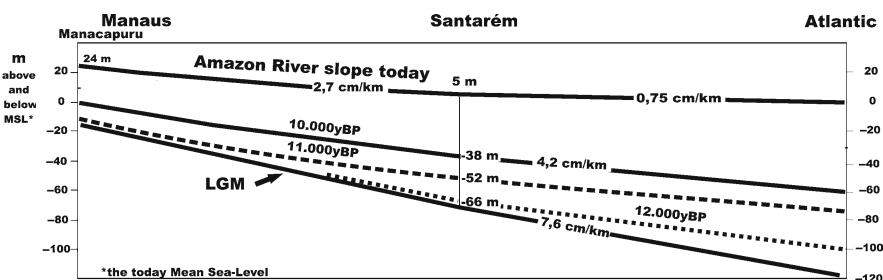 Manaus Santarém Atlantic
Manacapuru
m
above
and
below
MSL*
24 m
Amazon River slope today
2,7 cm/km
5 m
0,75 cm/km
20
0
–20
–40
–60
–80
–100
10.000yBP
11.000yBP
LGM
-38 m
4,2 cm/km
-52 m
-66 m
12.000yBP
7,6 cm/km
20
0
–20
–40
–60
–80
–100
–120
*the today Mean Sea-Level